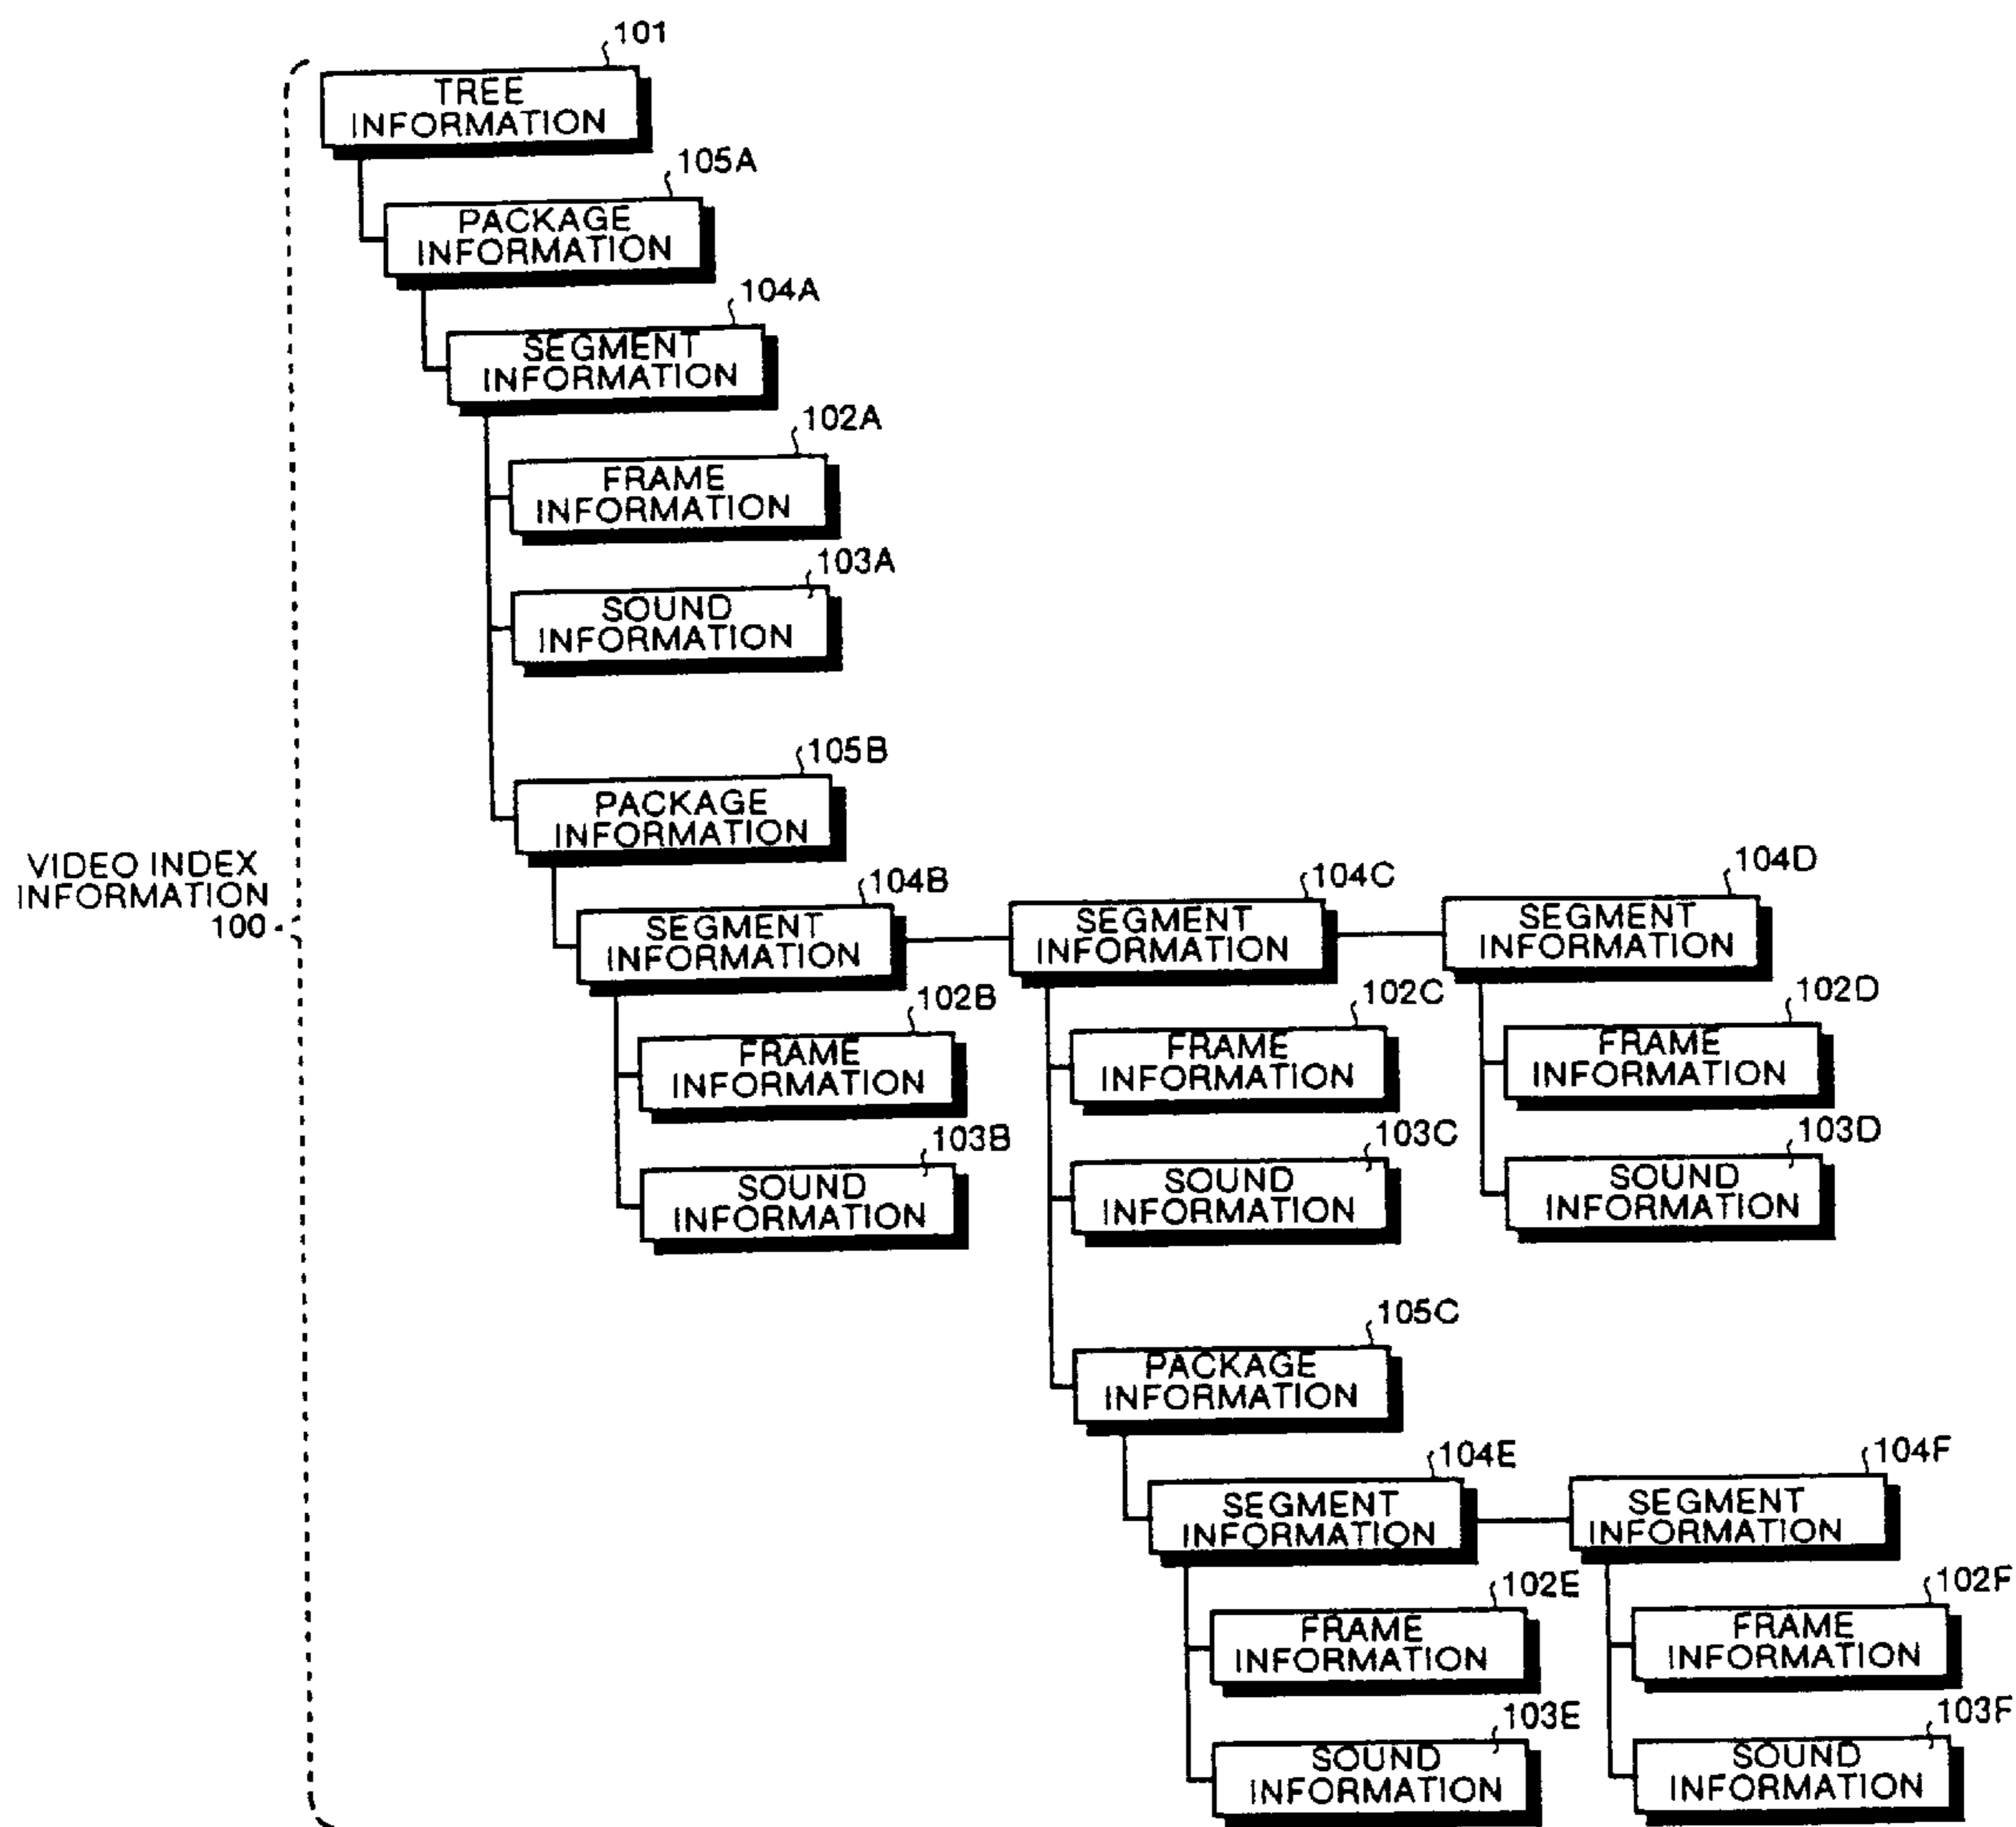 101
TREE
INFORMATION
105A
PACKAGE
INFORMATION
104A
SEGMENT
INFORMATION
102A
FRAME
INFORMATION
103A
SOUND
INFORMATION
105B
PACKAGE
INFORMATION
VIDEO INDEX
INFORMATION
100
104B
SEGMENT
INFORMATION
104C
SEGMENT
INFORMATION
104D
SEGMENT
INFORMATION
102B
FRAME
INFORMATION
102C
FRAME
INFORMATION
102D
FRAME
INFORMATION
103B
SOUND
INFORMATION
103C
SOUND
INFORMATION
103D
SOUND
INFORMATION
105C
PACKAGE
INFORMATION
104E
SEGMENT
INFORMATION
104F
SEGMENT
INFORMATION
102E
FRAME
INFORMATION
102F
FRAME
INFORMATION
103E
SOUND
INFORMATION
103F
SOUND
INFORMATION